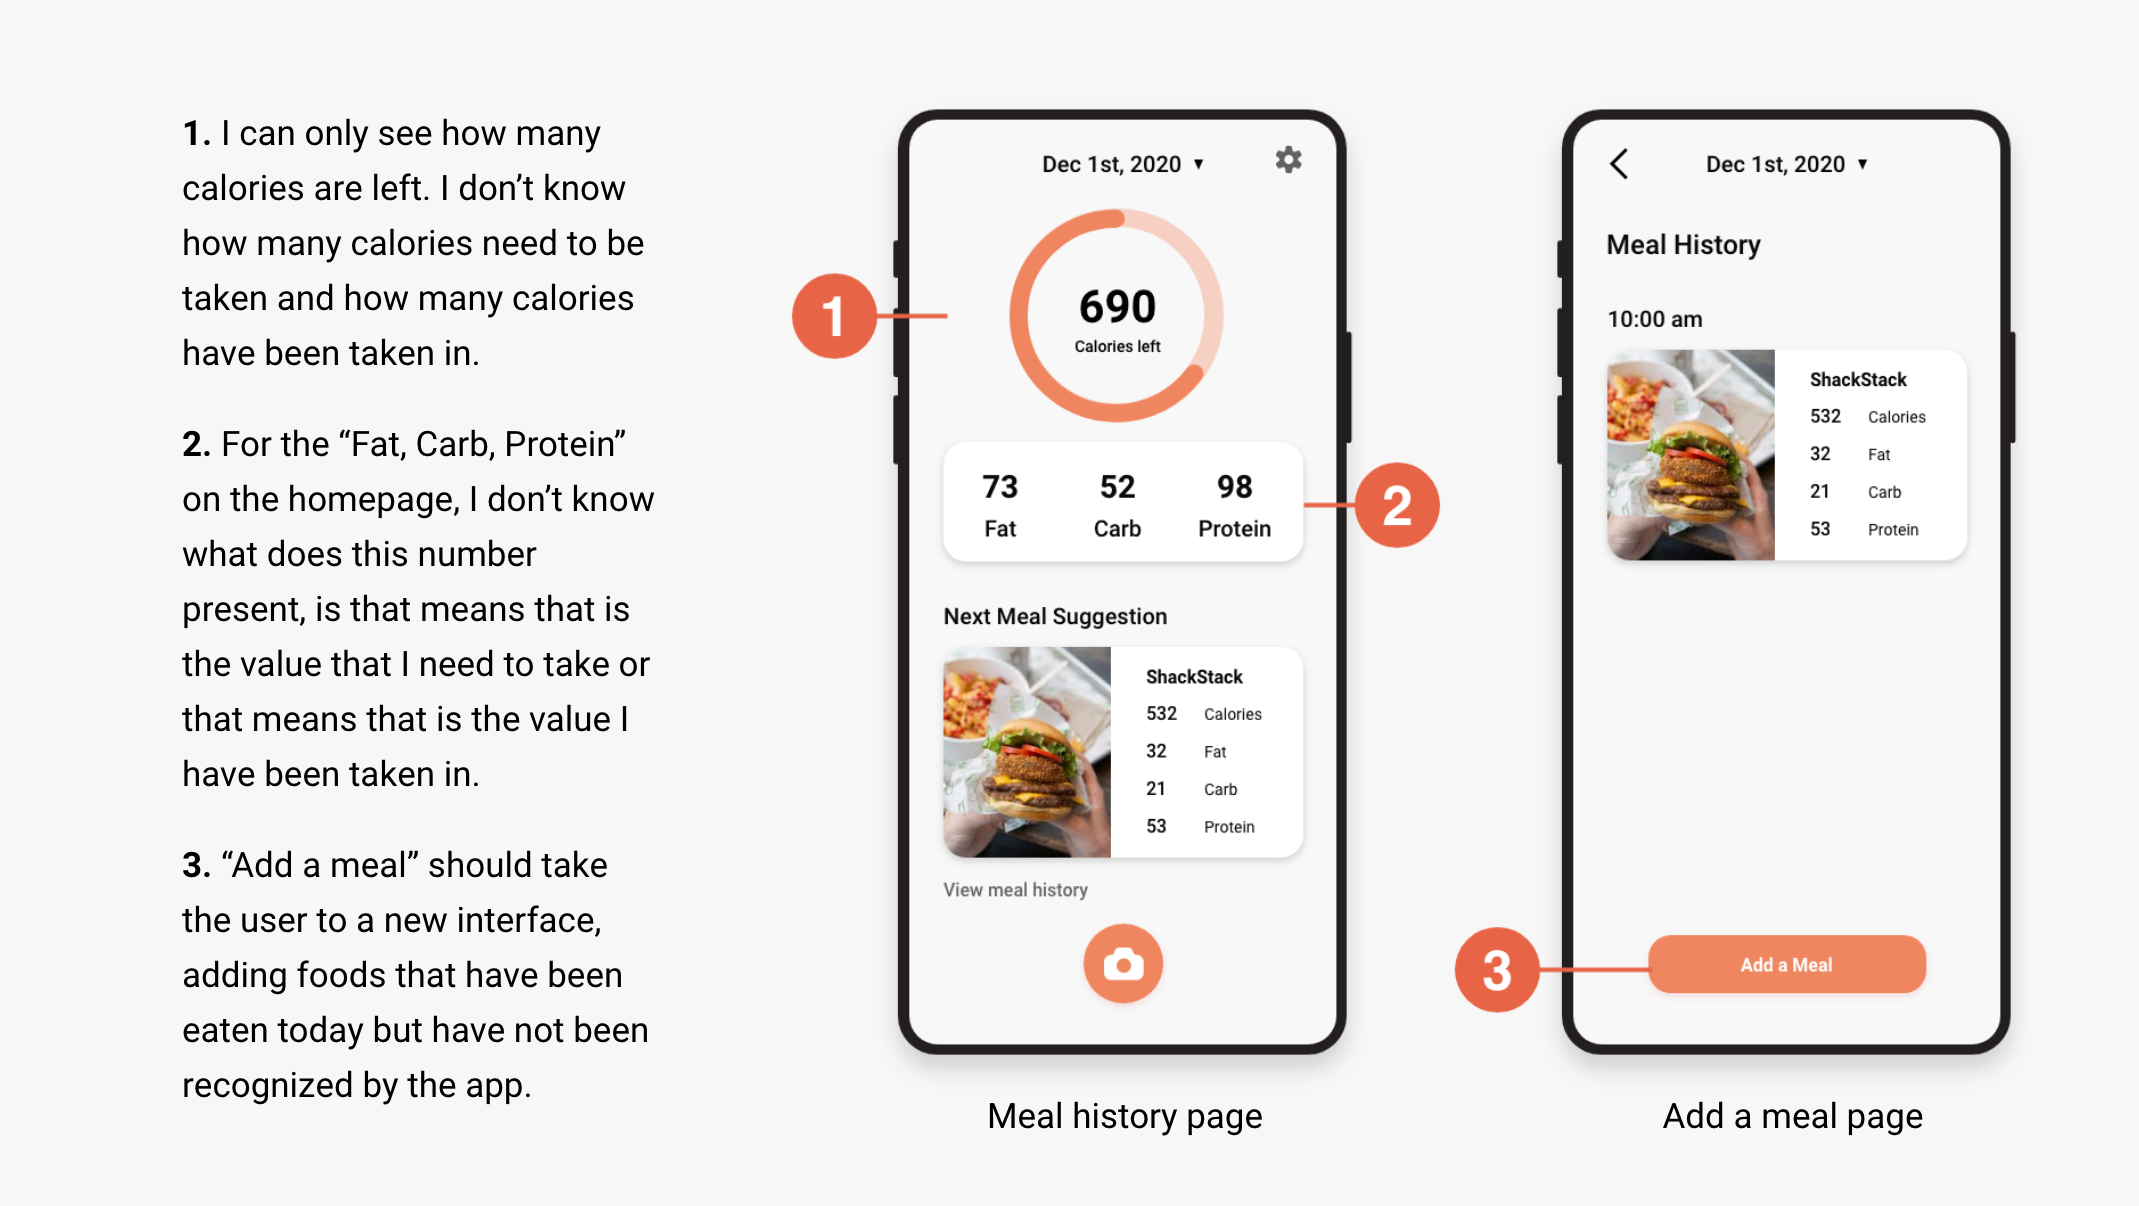 1. I can only see how many
calories are left. I don’t know
how many calories need to be
taken and how many calories
have been taken in.
2. For the “Fat, Carb, Protein”
on the homepage, I don’t know
what does this number
present, is that means that is
the value that I need to take or
that means that is the value I
have been taken in.
3. “Add a meal” should take
the user to a new interface,
adding foods that have been
eaten today but have not been
recognized by the app.
Dec 1st, 2020 ▼
1
690
Calories left
73 52 98
Fat Carb Protein
2
Next Meal Suggestion
ShackStack
532 Calories
32 Fat
21 Carb
53 Protein
View meal history
Meal history page
Dec 1st, 2020 ▼
Meal History
10:00 am
ShackStack
532 Calories
32 Fat
21 Carb
53 Protein
3
Add a Meal
Add a meal page